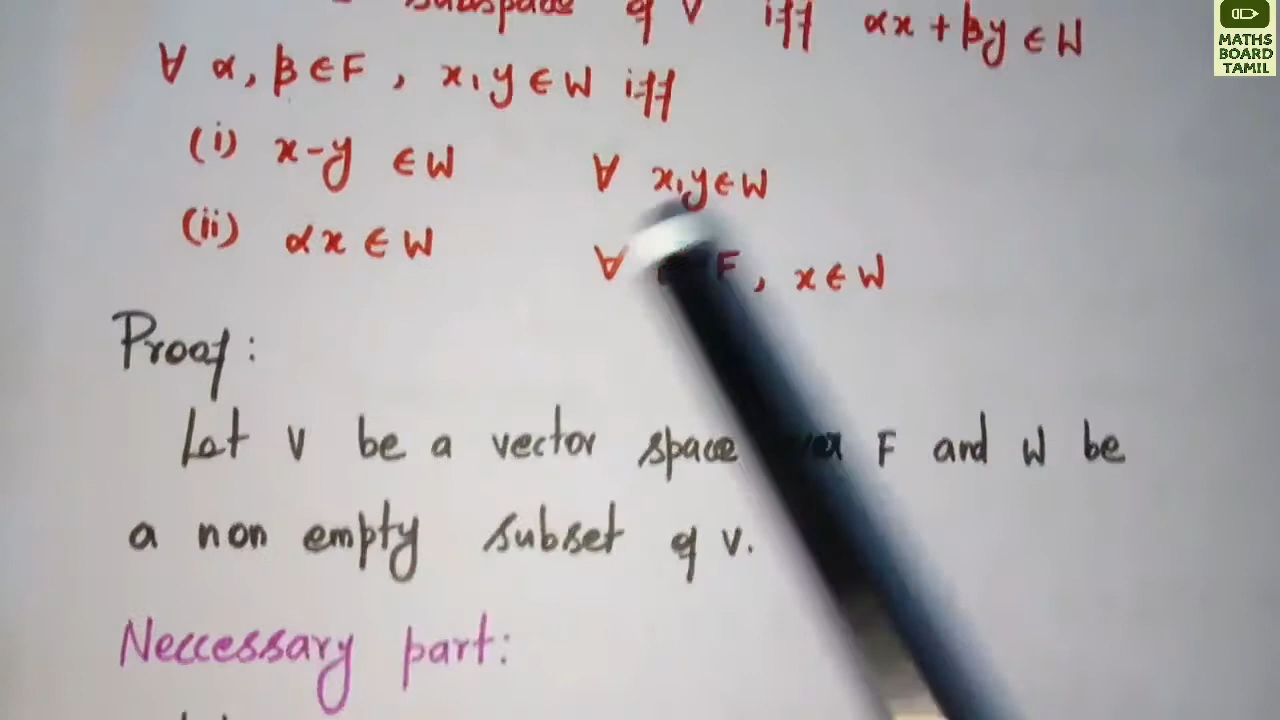 subspace of V iff αx + βy ∈ W
∀ α, β ∈ F , x, y ∈ W iff
(i) x-y ∈ W ∀ x, y ∈ W
(ii) αx ∈ W ∀ F , x ∈ W
Proof :
Let V be a vector space F and W be
a non empty subset of V.
Neccessary part:
MATHS
BOARD
TAMIL